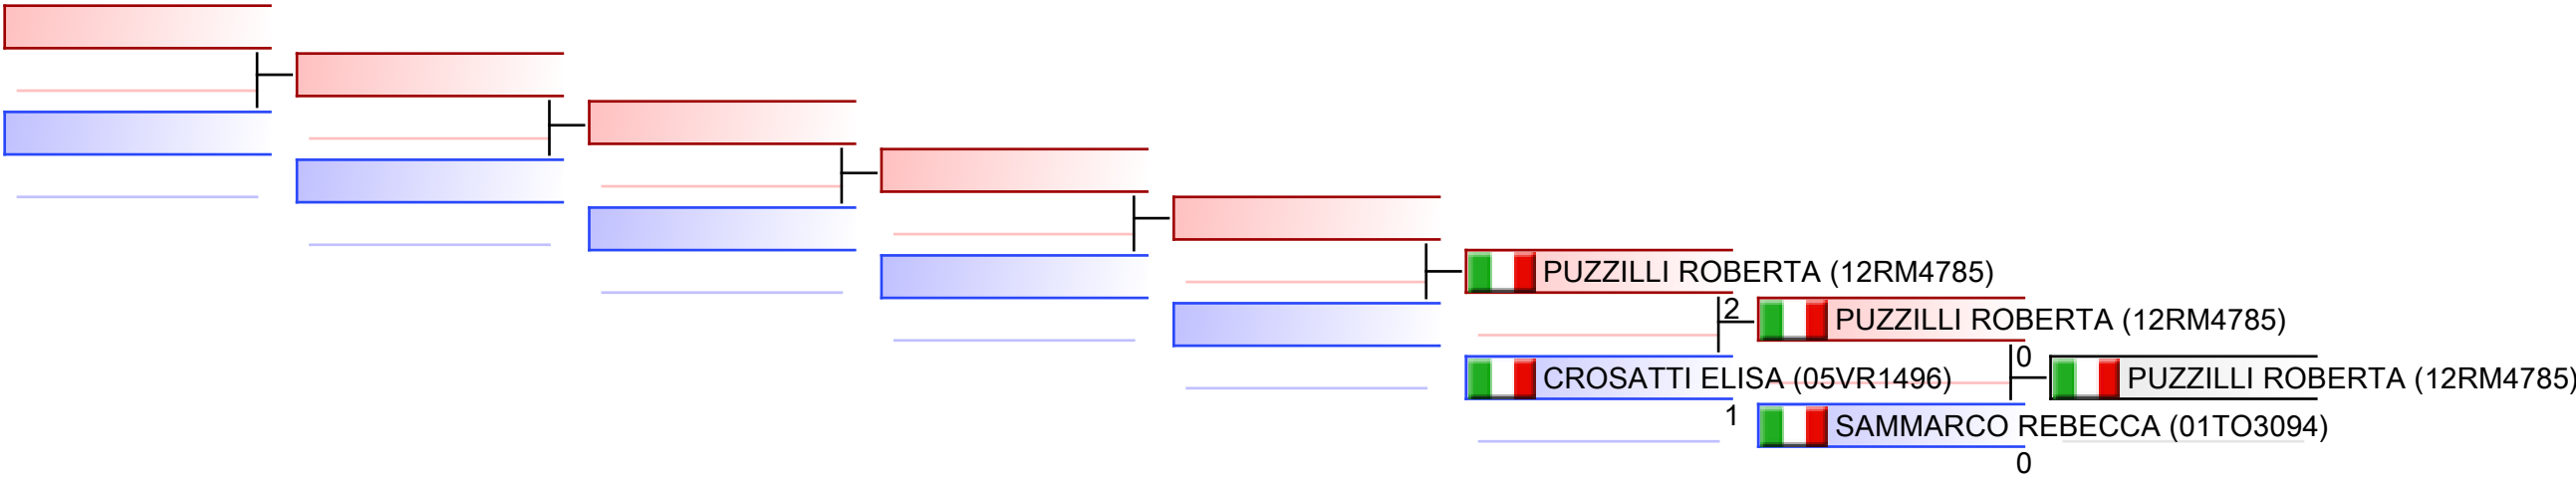 PUZZILLI ROBERTA (12RM4785)
2
PUZZILLI ROBERTA (12RM4785)
0
CROSATTI ELISA (05VR1496)
PUZZILLI ROBERTA (12RM4785)
1
SAMMARCO REBECCA (01TO3094)
0